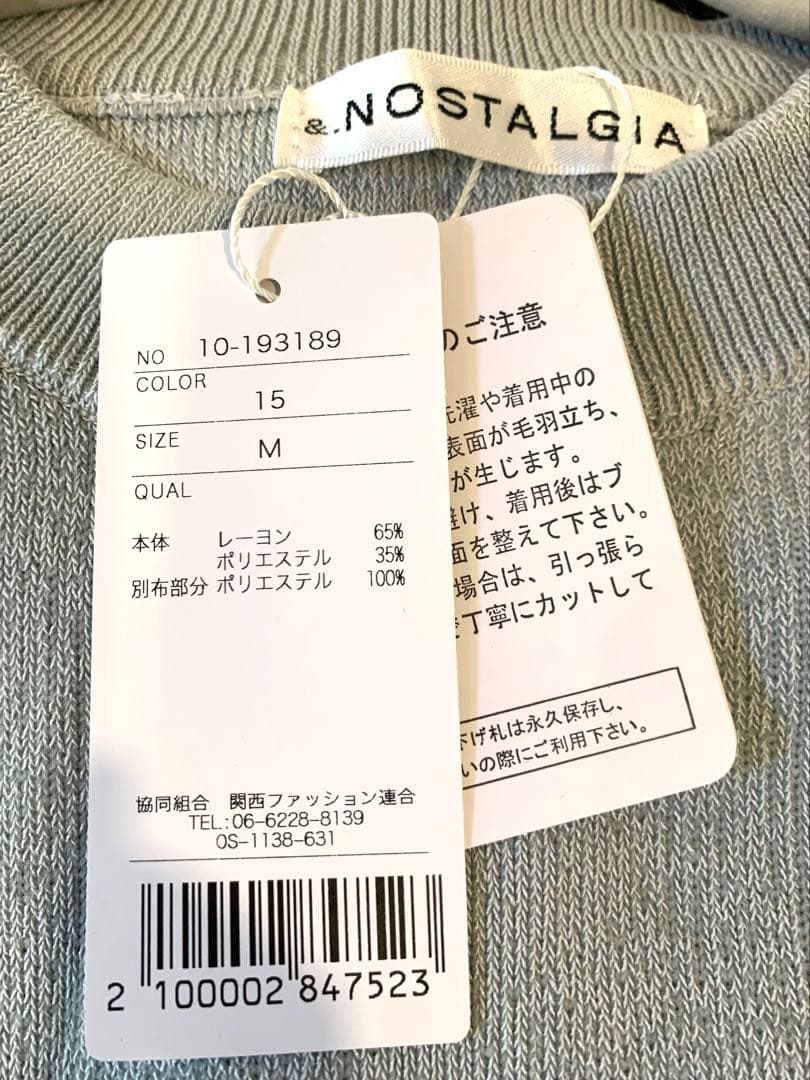 &.NOSTALGIA
NO 10-193189
COLOR
15
SIZE
M
QUAL
本体 レーヨン 65%
ポリエステル 35%
別布部分 ポリエステル 100%
協同組合 関西ファッション連合
TEL:06-6228-8139
OS-1138-631
2 100002 847523
のご注意
洗濯や着用中の
表面が毛羽立ち、
が生じます。
避け、着用後はブ
面を整えて下さい。
場合は、引っ張ら
丁寧にカットして
下げ札は永久保存し、
いの際にご利用下さい。